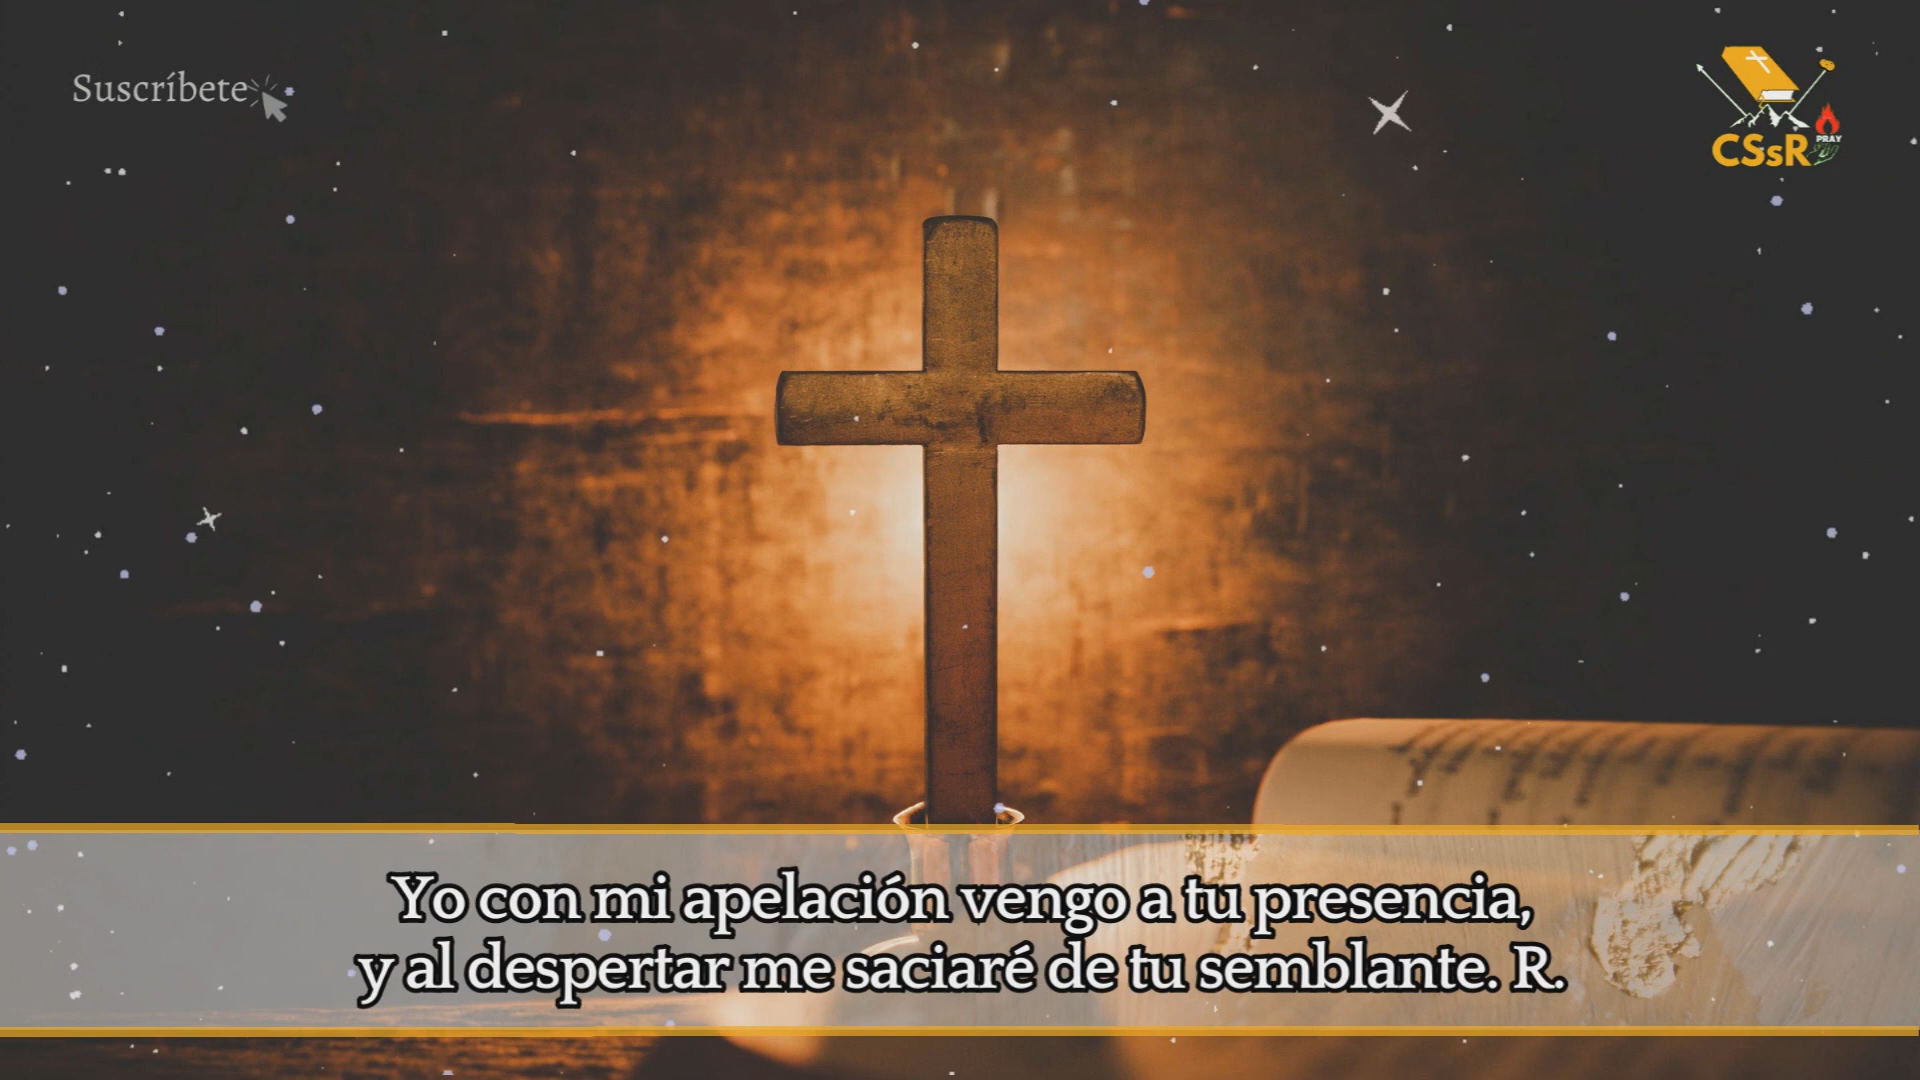 Suscríbete
CSsR
PRAY
Yo con mi apelación vengo a tu presencia,
y al despertar me saciaré de tu semblante. R.